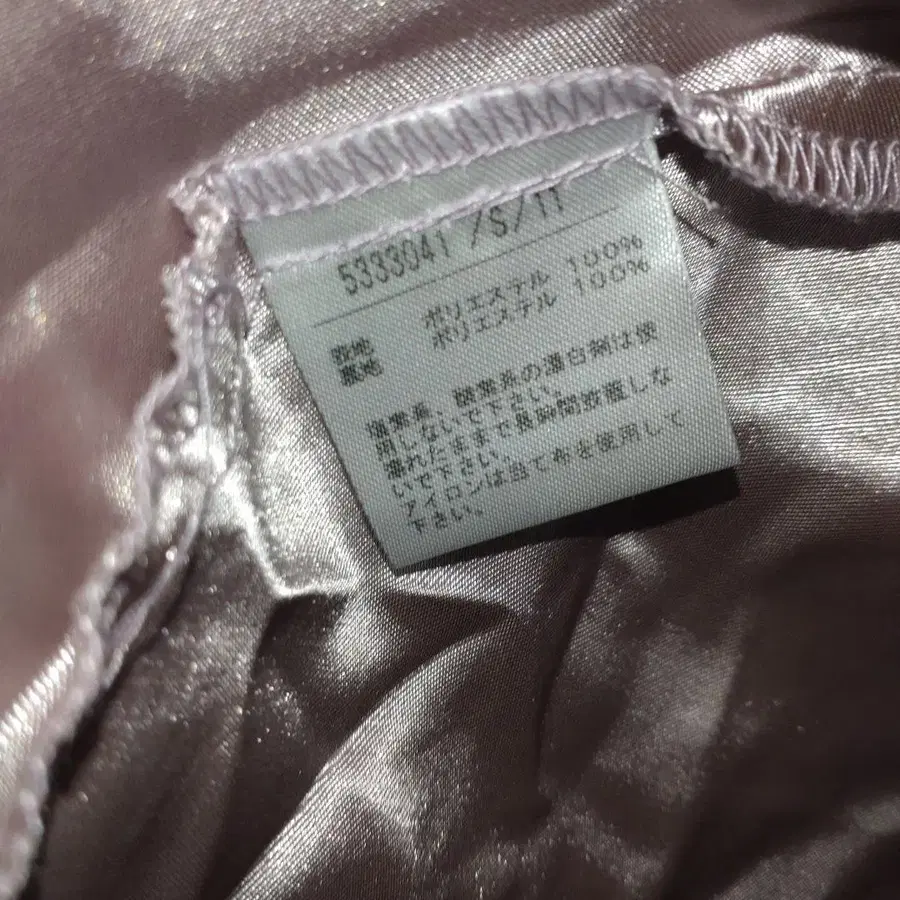 5333041 /S/11
表地 ポリエステル 100%
裏地 ポリエステル 100%
塩素系、酸素系の漂白剤は使
用しないで下さい。
濡れたままで長時間放置しな
いで下さい。
アイロンは当て布を使用して
下さい。